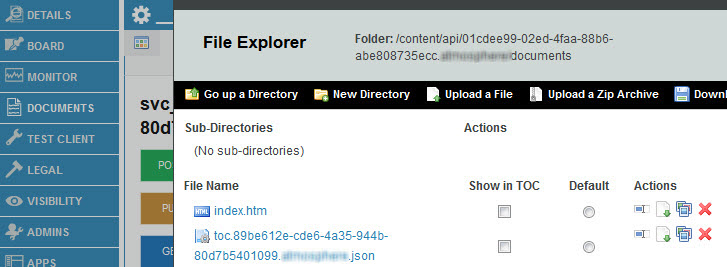 DETAILS
BOARD
MONITOR
DOCUMENTS
TEST CLIENT
LEGAL
VISIBILITY
ADMINS
APPS
svc_
80d7
PO
PU
GE
File Explorer
Folder: /content/api/01cdee99-02ed-4faa-88b6-
abe808735ecc.documents
Go up a Directory New Directory Upload a File Upload a Zip Archive Downl
Sub-Directories Actions
(No sub-directories)
File Name Show in TOC Default Actions
HTML index.htm
toc.89be612e-cde6-4a35-944b-
80d7b5401099..json